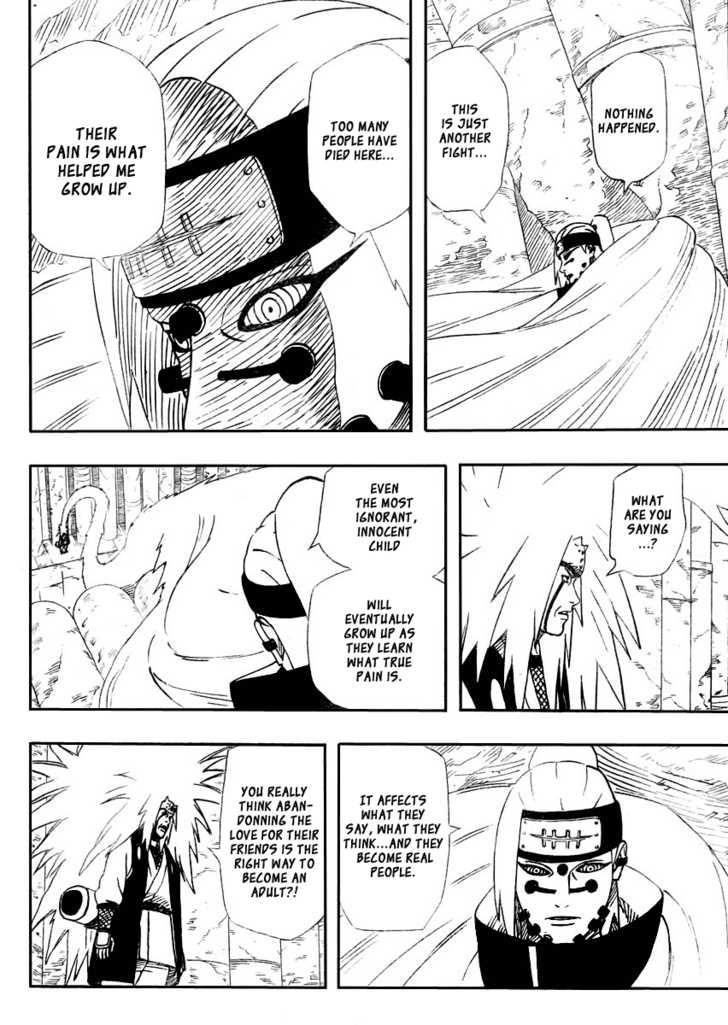 NOTHING
HAPPENED.
THIS
IS JUST
ANOTHER
FIGHT...
TOO MANY
PEOPLE HAVE
DIED HERE...
THEIR
PAIN IS WHAT
HELPED ME
GROW UP.
WHAT
ARE YOU
SAYING
...?
EVEN
THE MOST
IGNORANT,
INNOCENT
CHILD
WILL
EVENTUALLY
GROW UP AS
THEY LEARN
WHAT TRUE
PAIN IS.
IT AFFECTS
WHAT THEY
SAY, WHAT THEY
THINK...AND THEY
BECOME REAL
PEOPLE.
YOU REALLY
THINK ABAN-
DONNING THE
LOVE FOR THEIR
FRIENDS IS THE
RIGHT WAY TO
BECOME AN
ADULT?!